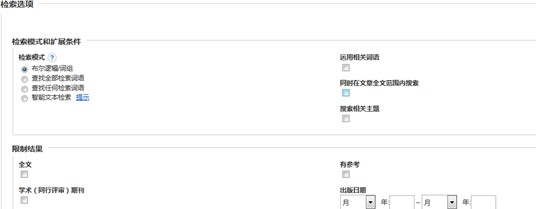 检索选项
检索模式和扩展条件
检索模式 ?
布尔逻辑/词组
查找全部检索词语
查找任何检索词语
智能文本检索 提示
运用相关词语
同时在文章全文范围内搜索
搜索相关主题
限制结果
全文
学术（同行评审）期刊
有参考
出版日期
月 年: – 月 年: